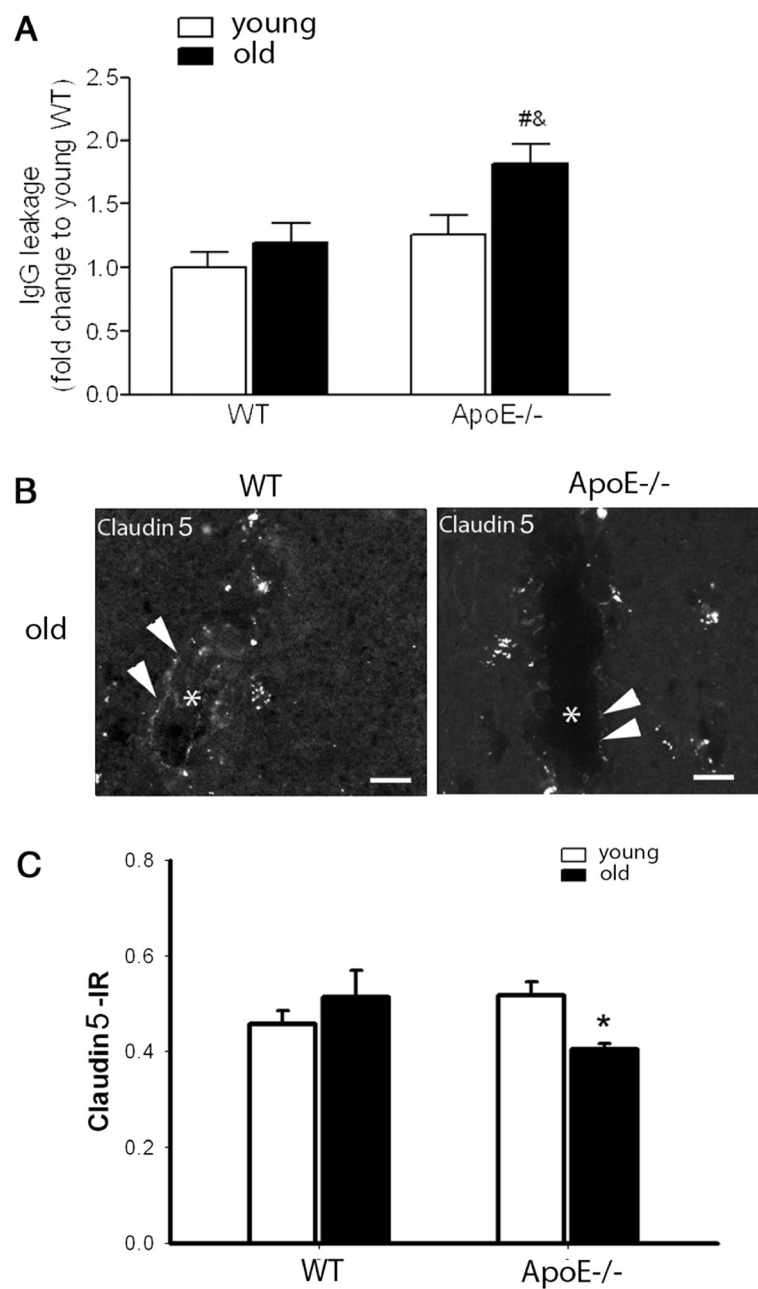 A
young
old
IgG leakage
(fold change to young WT)
2.5
2.0
1.5
1.0
0.5
0.0
#&
WT ApoE-/-
B
WT ApoE-/-
old
Claudin 5 Claudin 5
* *
C
young
old
Claudin 5 -IR
0.8
0.6
0.4
0.2
0.0
*
WT ApoE-/-